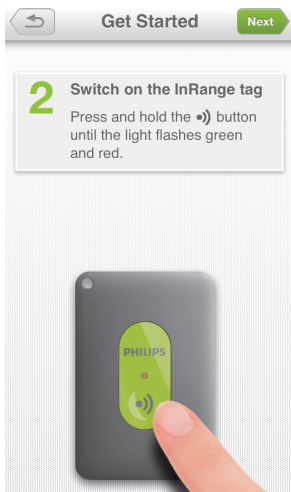 Get Started
Next
2
Switch on the InRange tag
Press and hold the button
until the light flashes green
and red.
PHILIPS